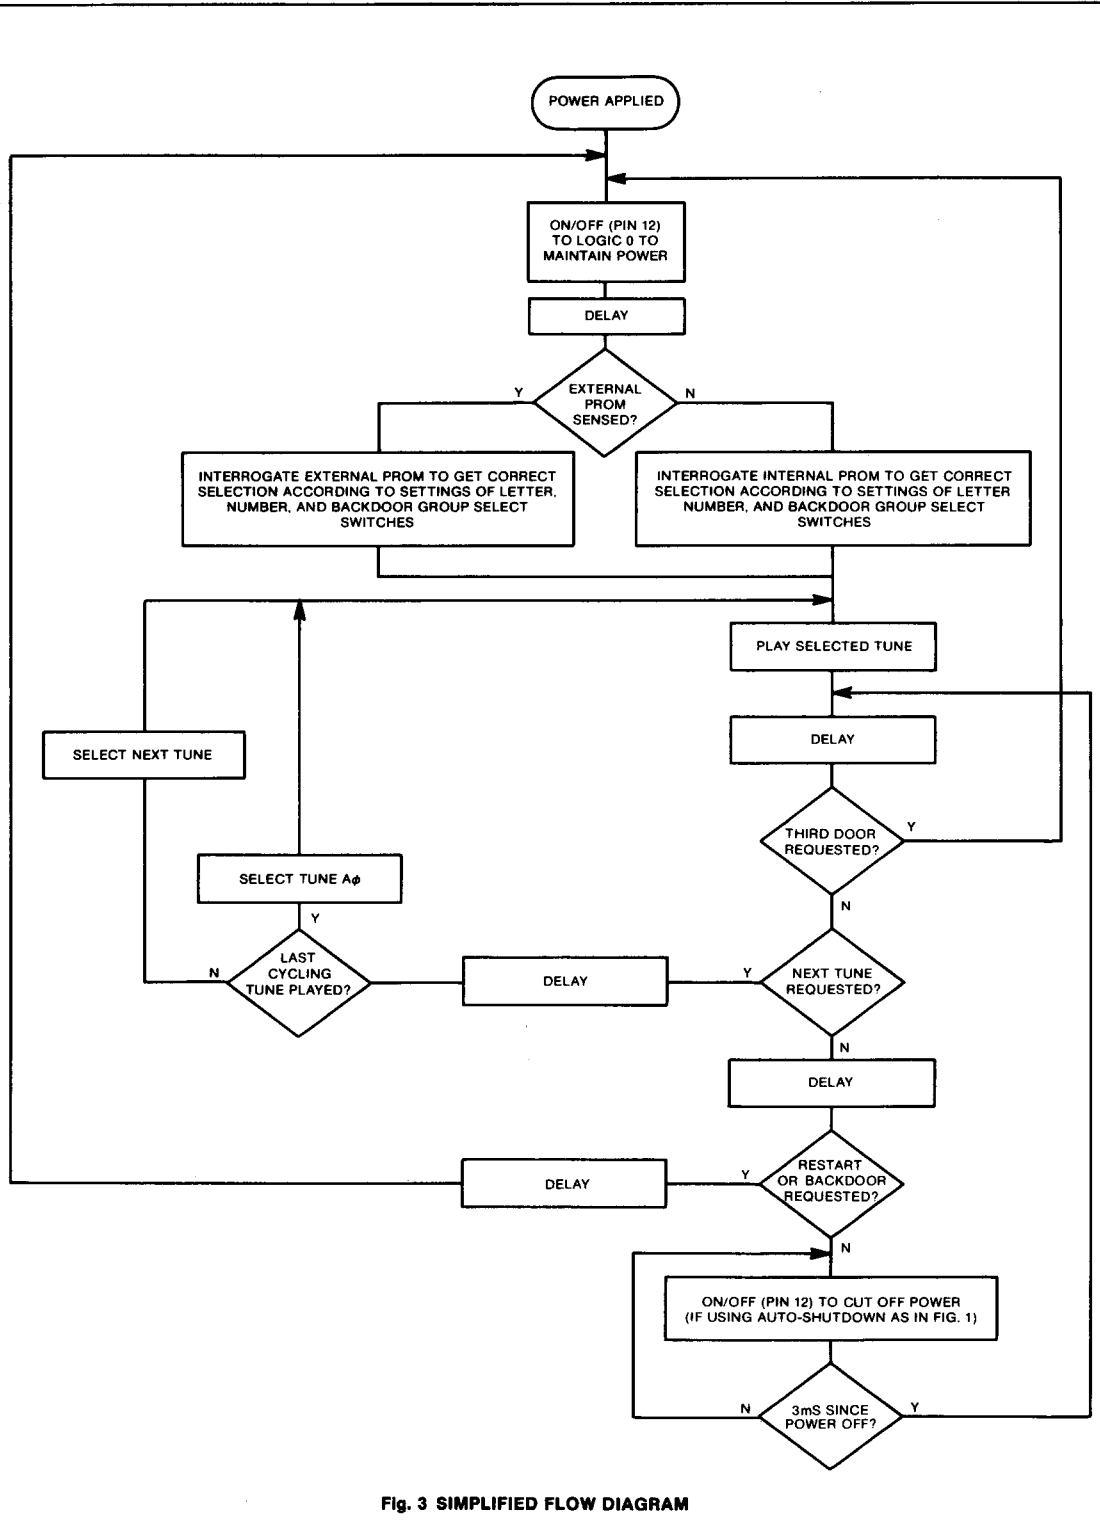 POWER APPLIED
ON/OFF (PIN 12)
TO LOGIC 0 TO
MAINTAIN POWER
DELAY
EXTERNAL
PROM
SENSED?
Y
N
INTERROGATE EXTERNAL PROM TO GET CORRECT
SELECTION ACCORDING TO SETTINGS OF LETTER,
NUMBER, AND BACKDOOR GROUP SELECT
SWITCHES
INTERROGATE INTERNAL PROM TO GET CORRECT
SELECTION ACCORDING TO SETTINGS OF LETTER
NUMBER, AND BACKDOOR GROUP SELECT
SWITCHES
PLAY SELECTED TUNE
DELAY
SELECT NEXT TUNE
THIRD DOOR
REQUESTED?
Y
N
SELECT TUNE Aϕ
Y
LAST
CYCLING
TUNE PLAYED?
N
DELAY
Y
NEXT TUNE
REQUESTED?
N
DELAY
DELAY
Y
RESTART
OR BACKDOOR
REQUESTED?
N
ON/OFF (PIN 12) TO CUT OFF POWER
(IF USING AUTO-SHUTDOWN AS IN FIG. 1)
N
3mS SINCE
POWER OFF?
Y
Fig. 3 SIMPLIFIED FLOW DIAGRAM